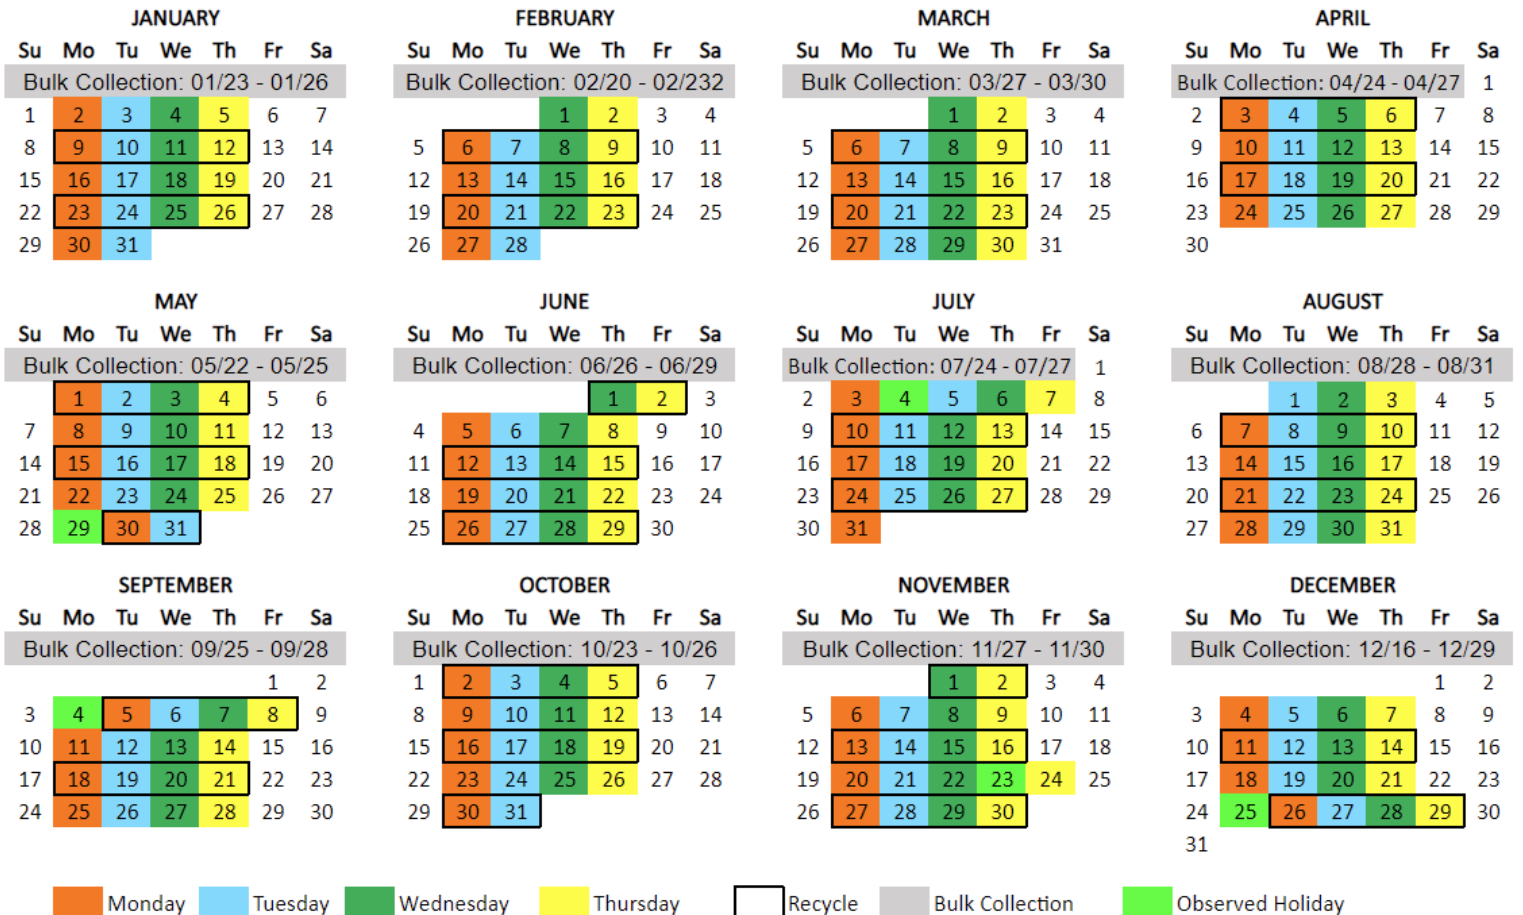 JANUARY FEBRUARY MARCH APRIL
Su Mo Tu We Th Fr Sa Su Mo Tu We Th Fr Sa Su Mo Tu We Th Fr Sa Su Mo Tu We Th Fr Sa
Bulk Collection: 01/23 - 01/26 Bulk Collection: 02/20 - 02/232 Bulk Collection: 03/27 - 03/30 Bulk Collection: 04/24 - 04/27 1
1 2 3 4 5 6 7 1 2 3 4 1 2 3 4 2 3 4 5 6 7 8
8 9 10 11 12 13 14 5 6 7 8 9 10 11 5 6 7 8 9 10 11 9 10 11 12 13 14 15
15 16 17 18 19 20 21 12 13 14 15 16 17 18 12 13 14 15 16 17 18 16 17 18 19 20 21 22
22 23 24 25 26 27 28 19 20 21 22 23 24 25 19 20 21 22 23 24 25 23 24 25 26 27 28 29
29 30 31 26 27 28 26 27 28 29 30 31 30
MAY JUNE JULY AUGUST
Su Mo Tu We Th Fr Sa Su Mo Tu We Th Fr Sa Su Mo Tu We Th Fr Sa Su Mo Tu We Th Fr Sa
Bulk Collection: 05/22 - 05/25 Bulk Collection: 06/26 - 06/29 Bulk Collection: 07/24 - 07/27 1 Bulk Collection: 08/28 - 08/31
1 2 3 4 5 6 1 2 3 2 3 4 5 6 7 8 1 2 3 4 5
7 8 9 10 11 12 13 4 5 6 7 8 9 10 9 10 11 12 13 14 15 6 7 8 9 10 11 12
14 15 16 17 18 19 20 11 12 13 14 15 16 17 16 17 18 19 20 21 22 13 14 15 16 17 18 19
21 22 23 24 25 26 27 18 19 20 21 22 23 24 23 24 25 26 27 28 29 20 21 22 23 24 25 26
28 29 30 31 25 26 27 28 29 30 30 31 27 28 29 30 31
SEPTEMBER OCTOBER NOVEMBER DECEMBER
Su Mo Tu We Th Fr Sa Su Mo Tu We Th Fr Sa Su Mo Tu We Th Fr Sa Su Mo Tu We Th Fr Sa
Bulk Collection: 09/25 - 09/28 Bulk Collection: 10/23 - 10/26 Bulk Collection: 11/27 - 11/30 Bulk Collection: 12/16 - 12/29
1 2 1 2 3 4 5 6 7 1 2 3 4 1 2
3 4 5 6 7 8 9 8 9 10 11 12 13 14 5 6 7 8 9 10 11 3 4 5 6 7 8 9
10 11 12 13 14 15 16 15 16 17 18 19 20 21 12 13 14 15 16 17 18 10 11 12 13 14 15 16
17 18 19 20 21 22 23 22 23 24 25 26 27 28 19 20 21 22 23 24 25 17 18 19 20 21 22 23
24 25 26 27 28 29 30 29 30 31 26 27 28 29 30 24 25 26 27 28 29 30
31
Monday Tuesday Wednesday Thursday Recycle Bulk Collection Observed Holiday